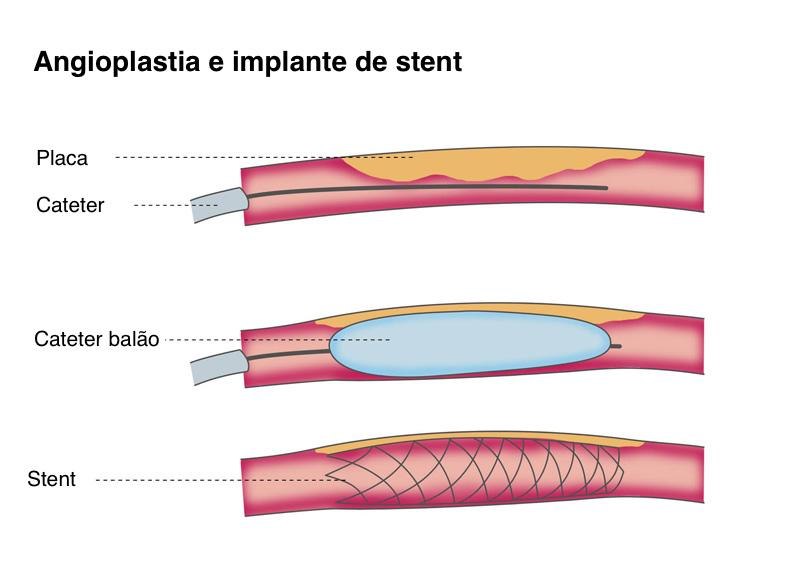 Angioplastia e implante de stent
Placa
Cateter
Cateter balão
Stent